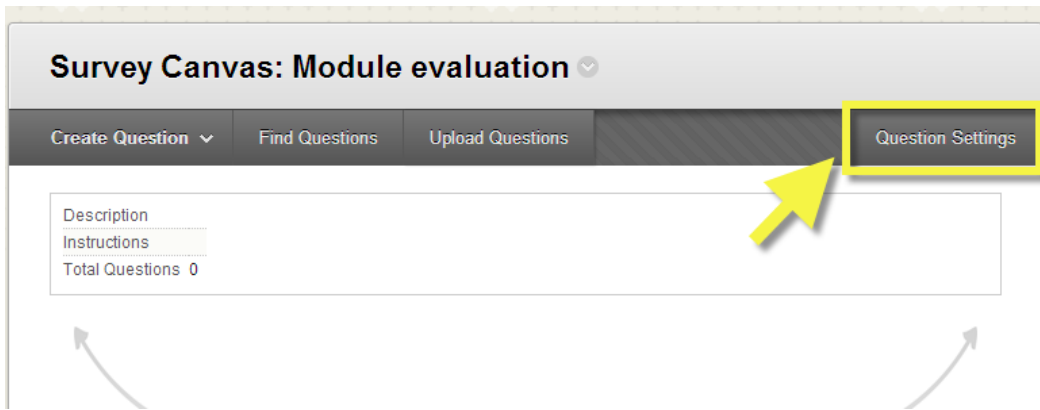 Survey Canvas: Module evaluation
Create Question Find Questions Upload Questions Question Settings
Description
Instructions
Total Questions 0